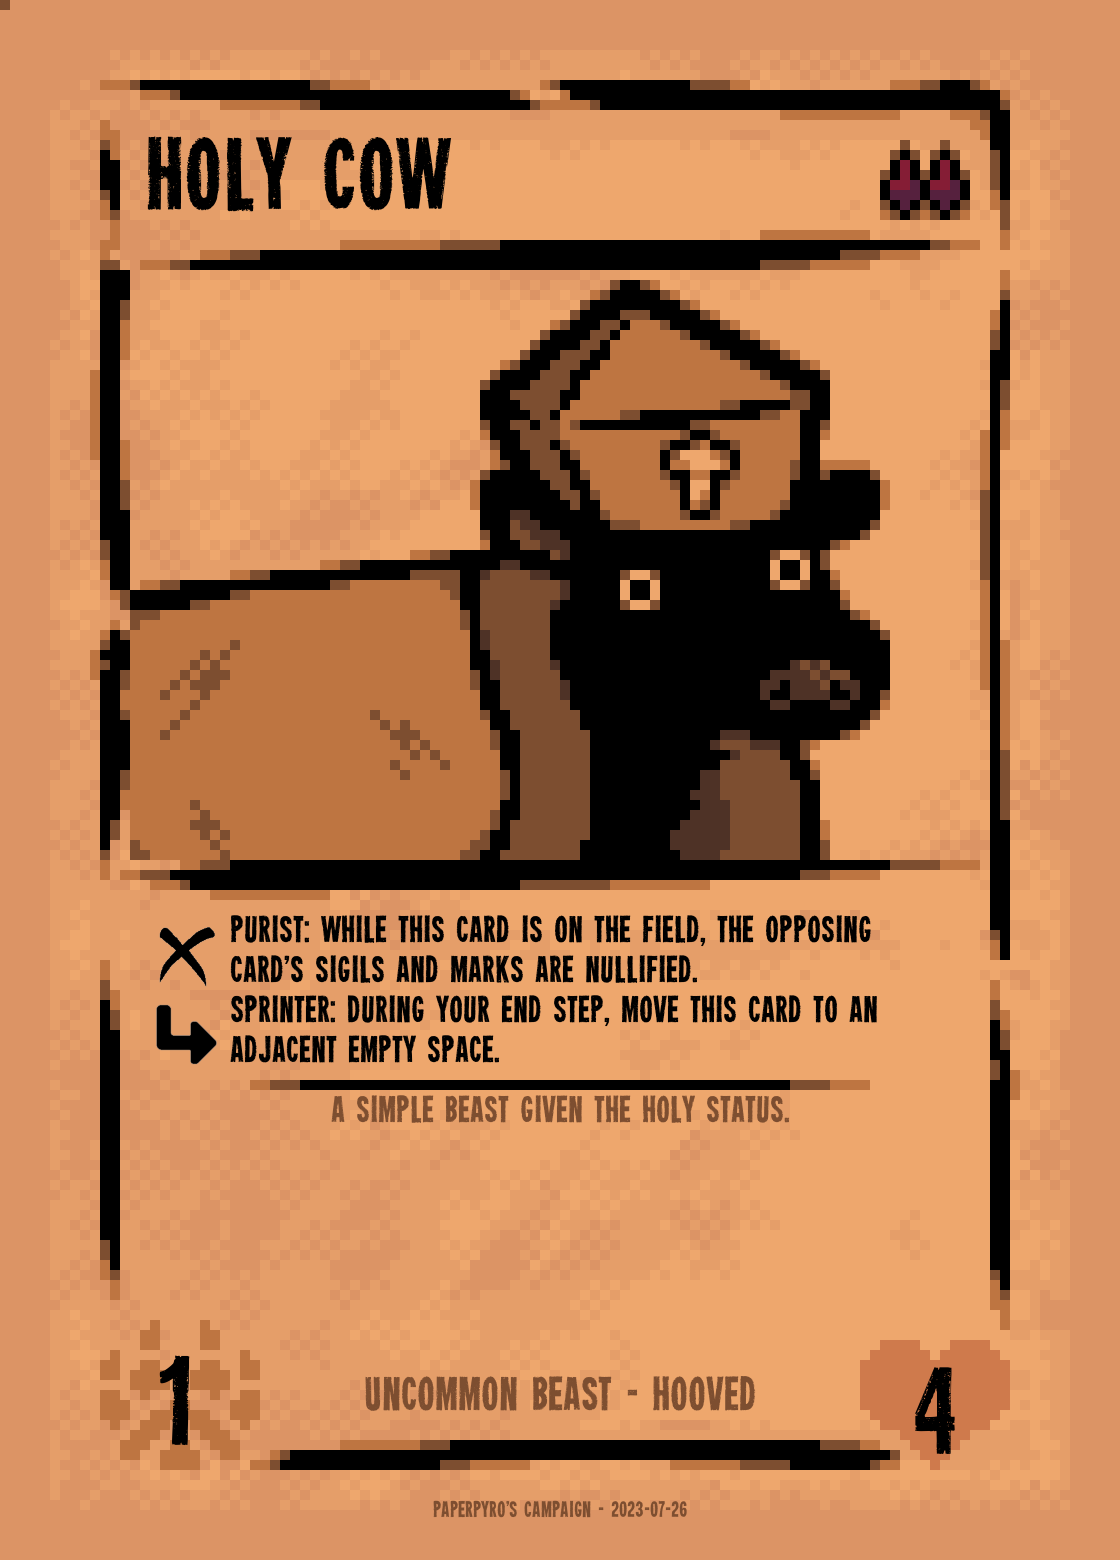 HOLY COW
PURIST: WHILE THIS CARD IS ON THE FIELD, THE OPPOSING
CARD'S SIGILS AND MARKS ARE NULLIFIED.
SPRINTER: DURING YOUR END STEP, MOVE THIS CARD TO AN
ADJACENT EMPTY SPACE.
A SIMPLE BEAST GIVEN THE HOLY STATUS.
1
UNCOMMON BEAST - HOOVED
4
PAPERPYRO'S CAMPAIGN - 2023-07-26